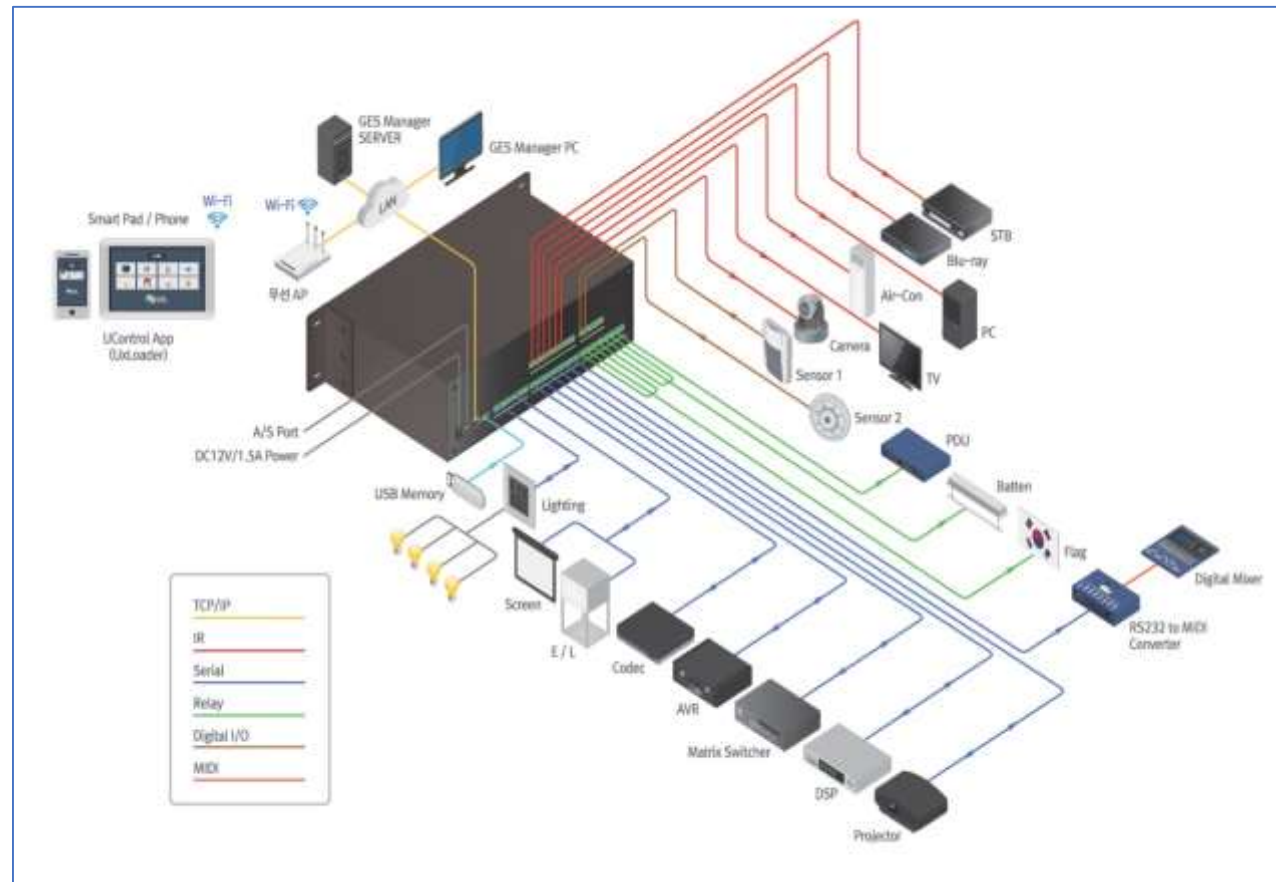 GES Manager
SERVER
GES Manager PC
LAN
Wi-Fi
Wi-Fi
Smart Pad / Phone
무선 AP
UControl App
(UxLoader)
STB
Blu-ray
Air-Con
PC
Camera
TV
Sensor 1
Sensor 2
A/S Port
DC12V/1.5A Power
USB Memory
Lighting
PDU
Batten
Flag
Digital Mixer
RS232 to MIDI
Converter
Screen
E / L
Codec
AVR
Matrix Switcher
DSP
Projector
TCP/IP
IR
Serial
Relay
Digital I/O
MIDI